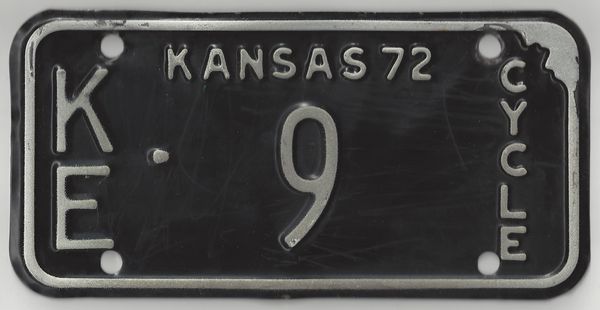 KANSAS 72
KE · 9
CYCLE